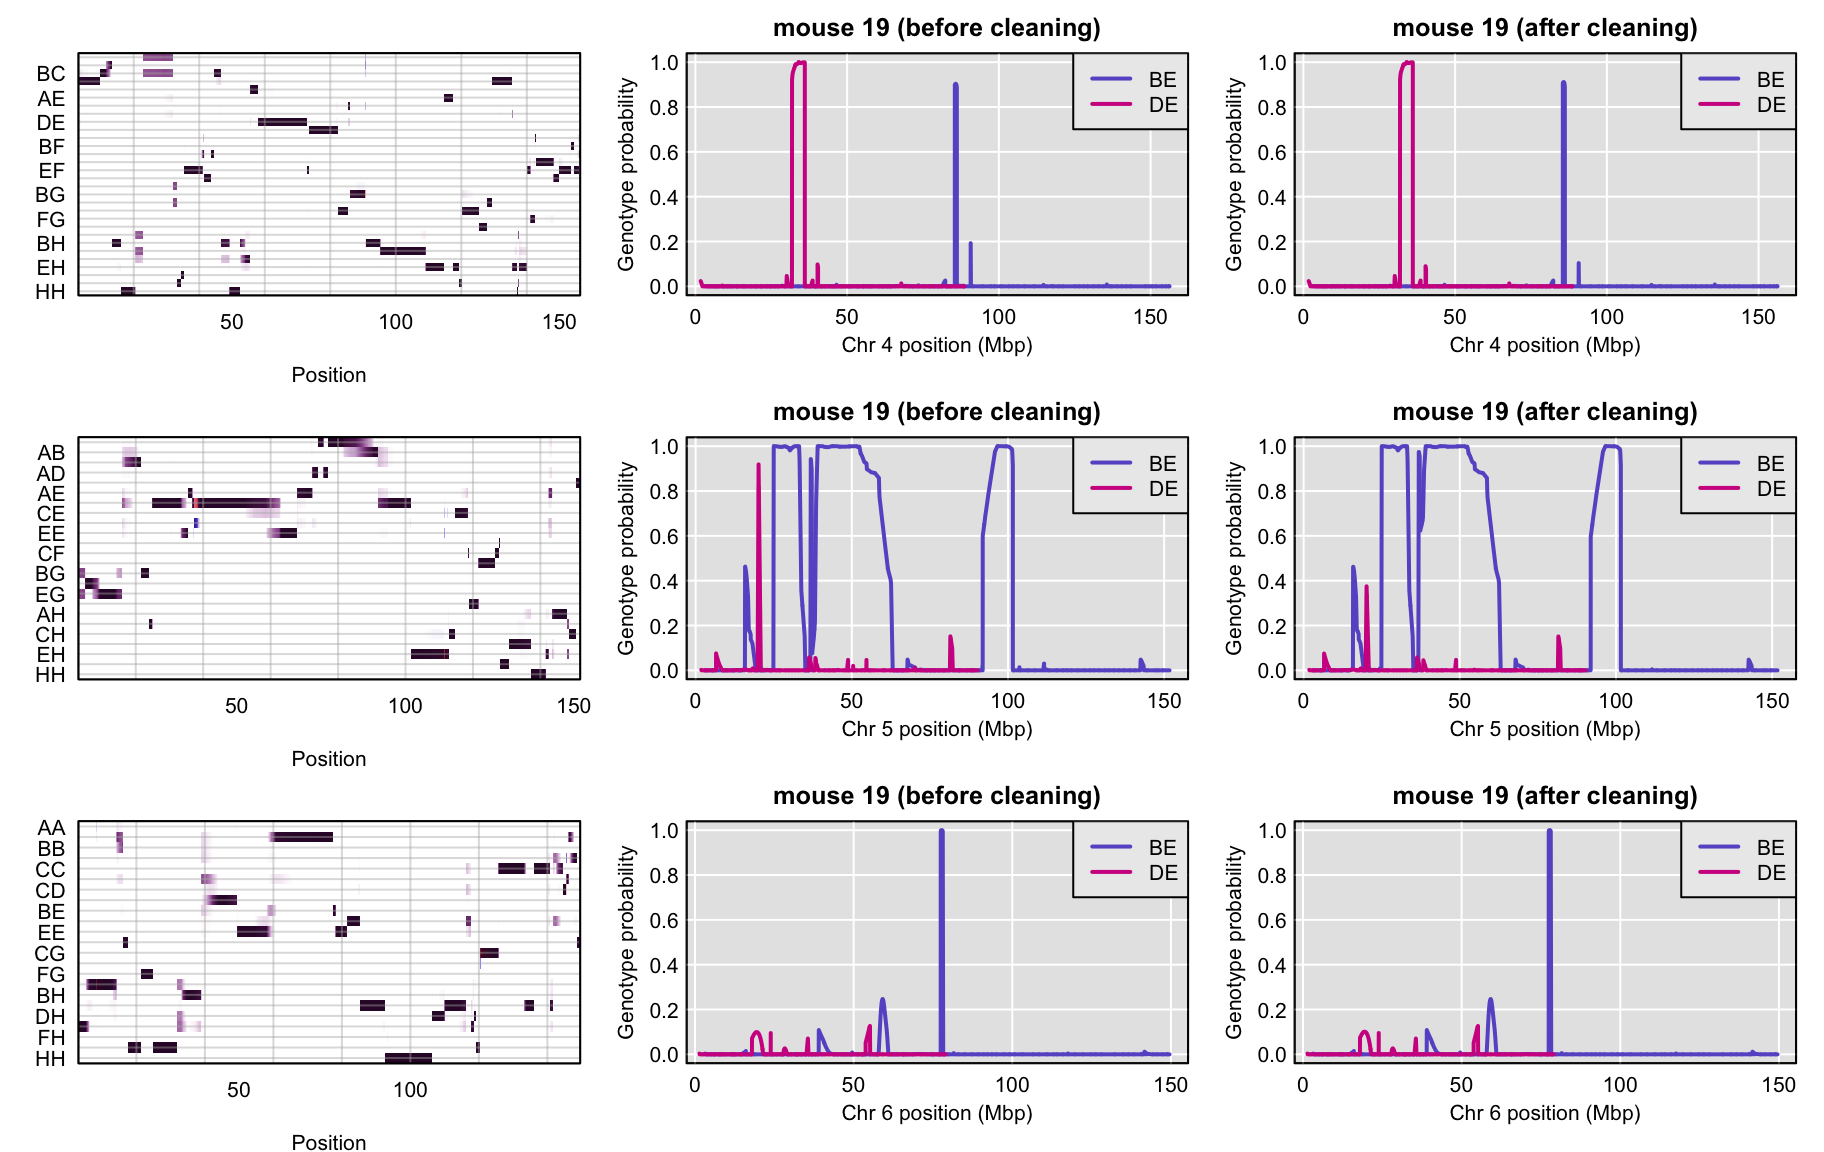 BC
AE
DE
BF
EF
BG
FG
BH
EH
HH
50
100
150
Position
mouse 19 (before cleaning)
Genotype probability
1.0
0.8
0.6
0.4
0.2
0.0
BE
DE
0
50
100
150
Chr 4 position (Mbp)
mouse 19 (after cleaning)
Genotype probability
1.0
0.8
0.6
0.4
0.2
0.0
BE
DE
0
50
100
150
Chr 4 position (Mbp)
AB
AD
AE
CE
EE
CF
BG
EG
AH
CH
EH
HH
50
100
150
Position
mouse 19 (before cleaning)
Genotype probability
1.0
0.8
0.6
0.4
0.2
0.0
BE
DE
0
50
100
150
Chr 5 position (Mbp)
mouse 19 (after cleaning)
Genotype probability
1.0
0.8
0.6
0.4
0.2
0.0
BE
DE
0
50
100
150
Chr 5 position (Mbp)
AA
BB
CC
CD
BE
EE
CG
FG
BH
DH
FH
HH
50
100
Position
mouse 19 (before cleaning)
Genotype probability
1.0
0.8
0.6
0.4
0.2
0.0
BE
DE
0
50
100
150
Chr 6 position (Mbp)
mouse 19 (after cleaning)
Genotype probability
1.0
0.8
0.6
0.4
0.2
0.0
BE
DE
0
50
100
150
Chr 6 position (Mbp)